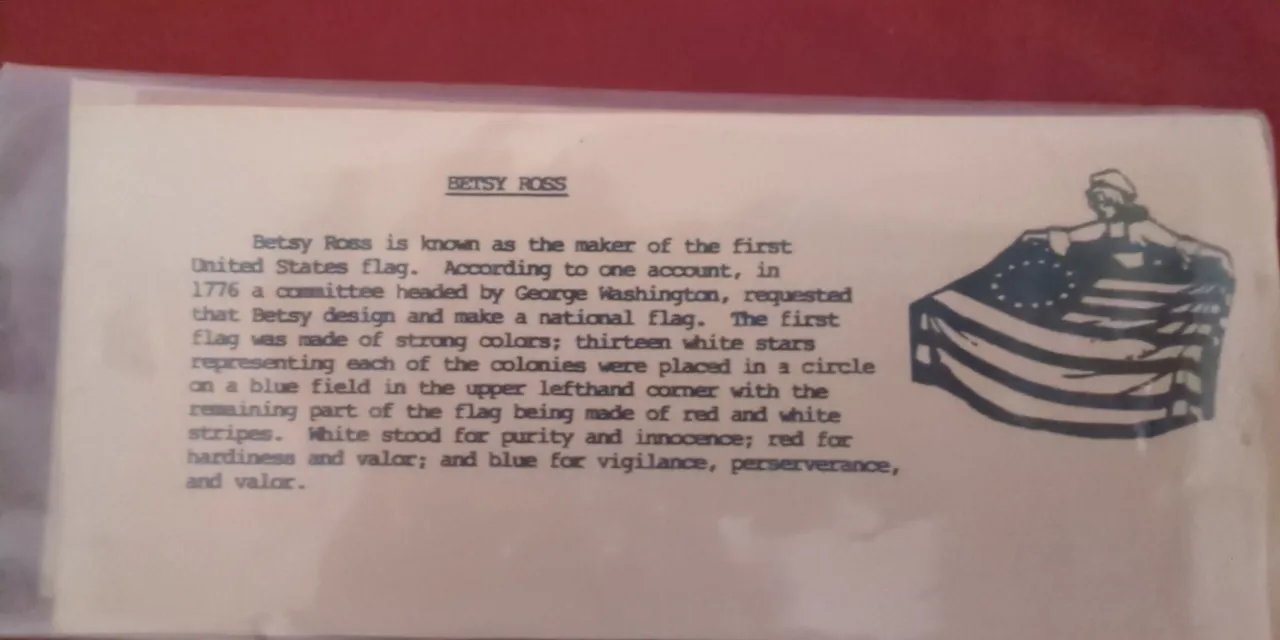 BETSY ROSS
Betsy Ross is known as the maker of the first
United States flag. According to one account, in
1776 a committee headed by George Washington, requested
that Betsy design and make a national flag. The first
flag was made of strong colors; thirteen white stars
representing each of the colonies were placed in a circle
on a blue field in the upper lefthand corner with the
remaining part of the flag being made of red and white
stripes. White stood for purity and innocence; red for
hardiness and valor; and blue for vigilance, perserverance,
and valor.